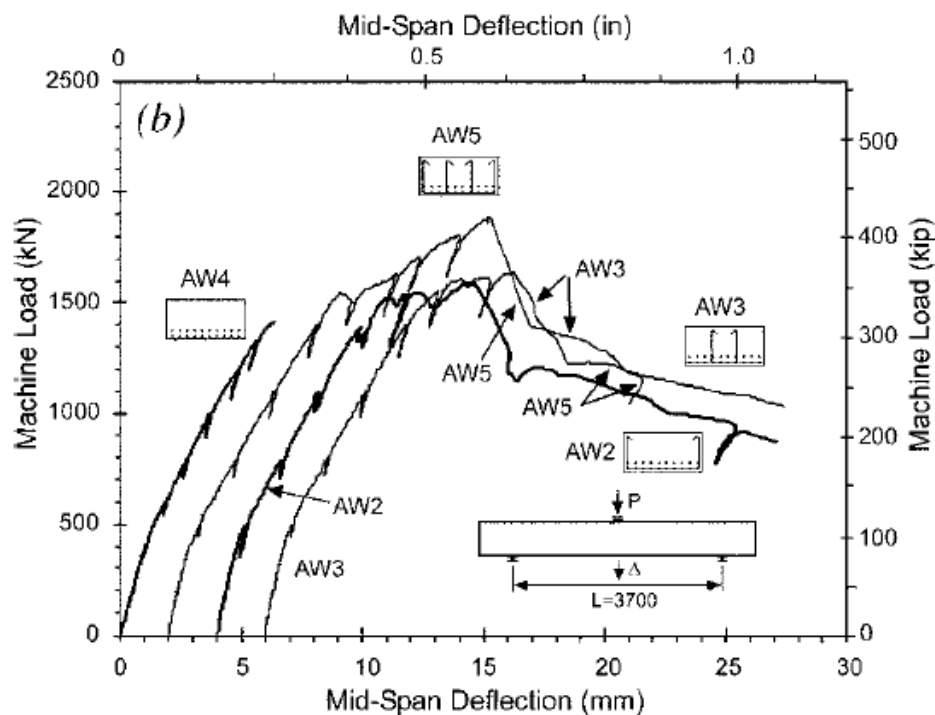 Mid-Span Deflection (in)
0 0.5 1.0
2500
2000
1500
1000
500
0
Machine Load (kN)
(b)
AW5
AW4
AW3
AW3
AW5
AW5
AW2
AW2
AW3
P
Δ
L=3700
500
400
300
200
100
0
Machine Load (kip)
0 5 10 15 20 25 30
Mid-Span Deflection (mm)